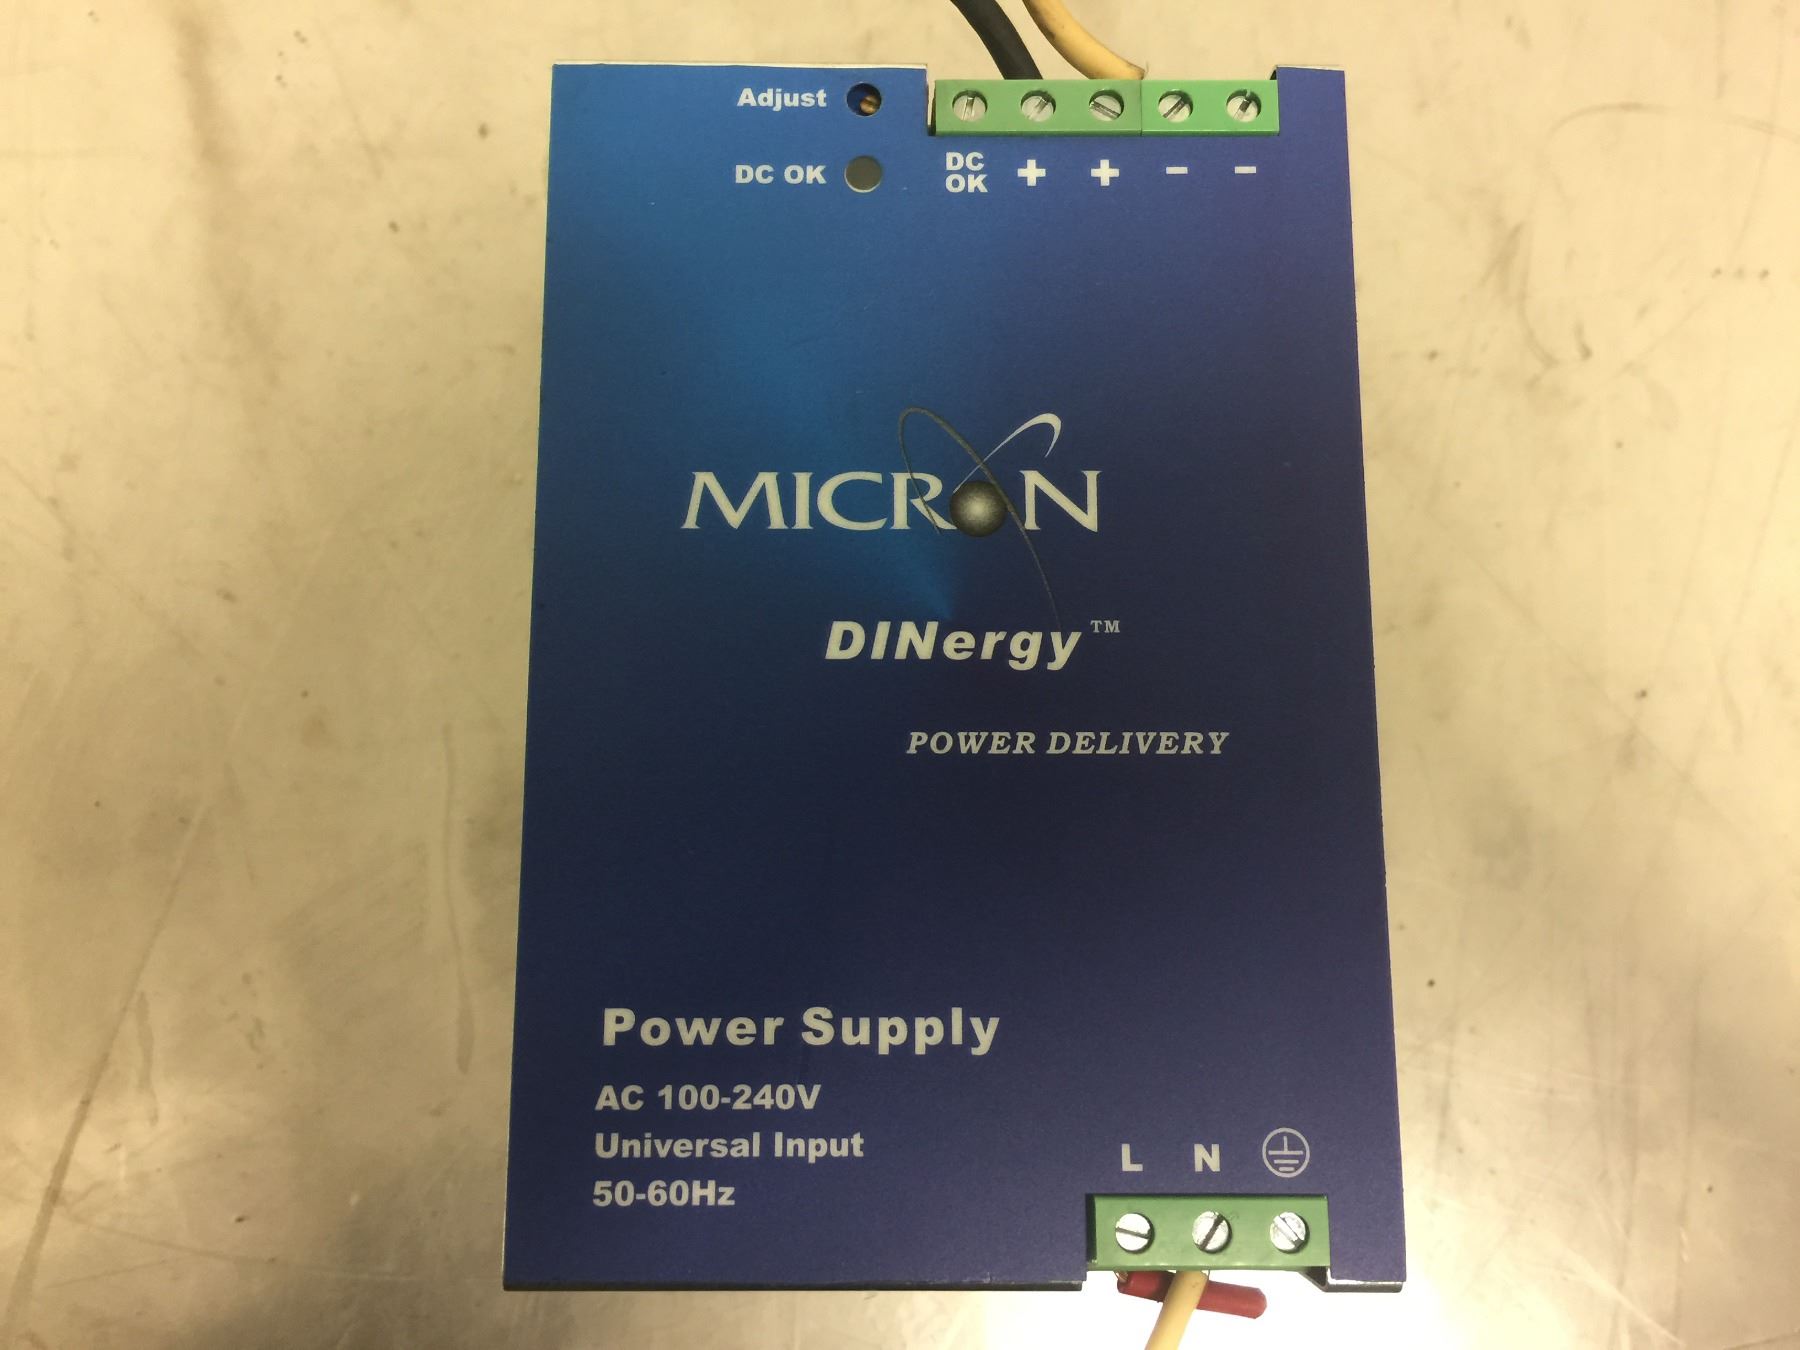 Adjust
DC OK
DC
OK + + - -
MICRON
DINergy™
POWER DELIVERY
Power Supply
AC 100-240V
Universal Input
50-60Hz
L N